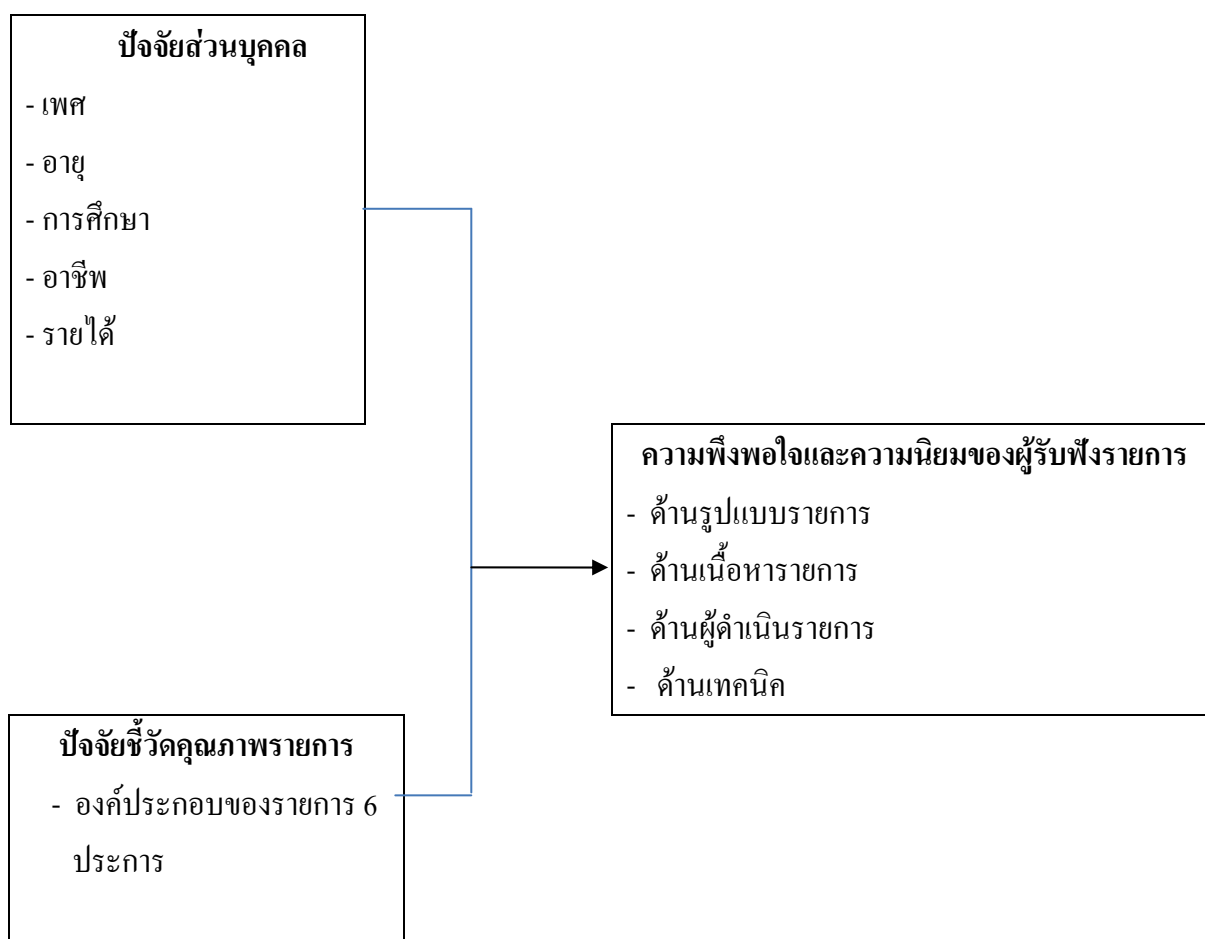 ปัจจัยส่วนบุคคล
- เพศ
- อายุ
- การศึกษา
- อาชีพ
- รายได้
ความพึงพอใจและความนิยมของผู้รับฟังรายการ
- ด้านรูปแบบรายการ
- ด้านเนื้อหารายการ
- ด้านผู้ดำเนินรายการ
- ด้านเทคนิค
ปัจจัยชี้วัดคุณภาพรายการ
- องค์ประกอบของรายการ 6
ประการ